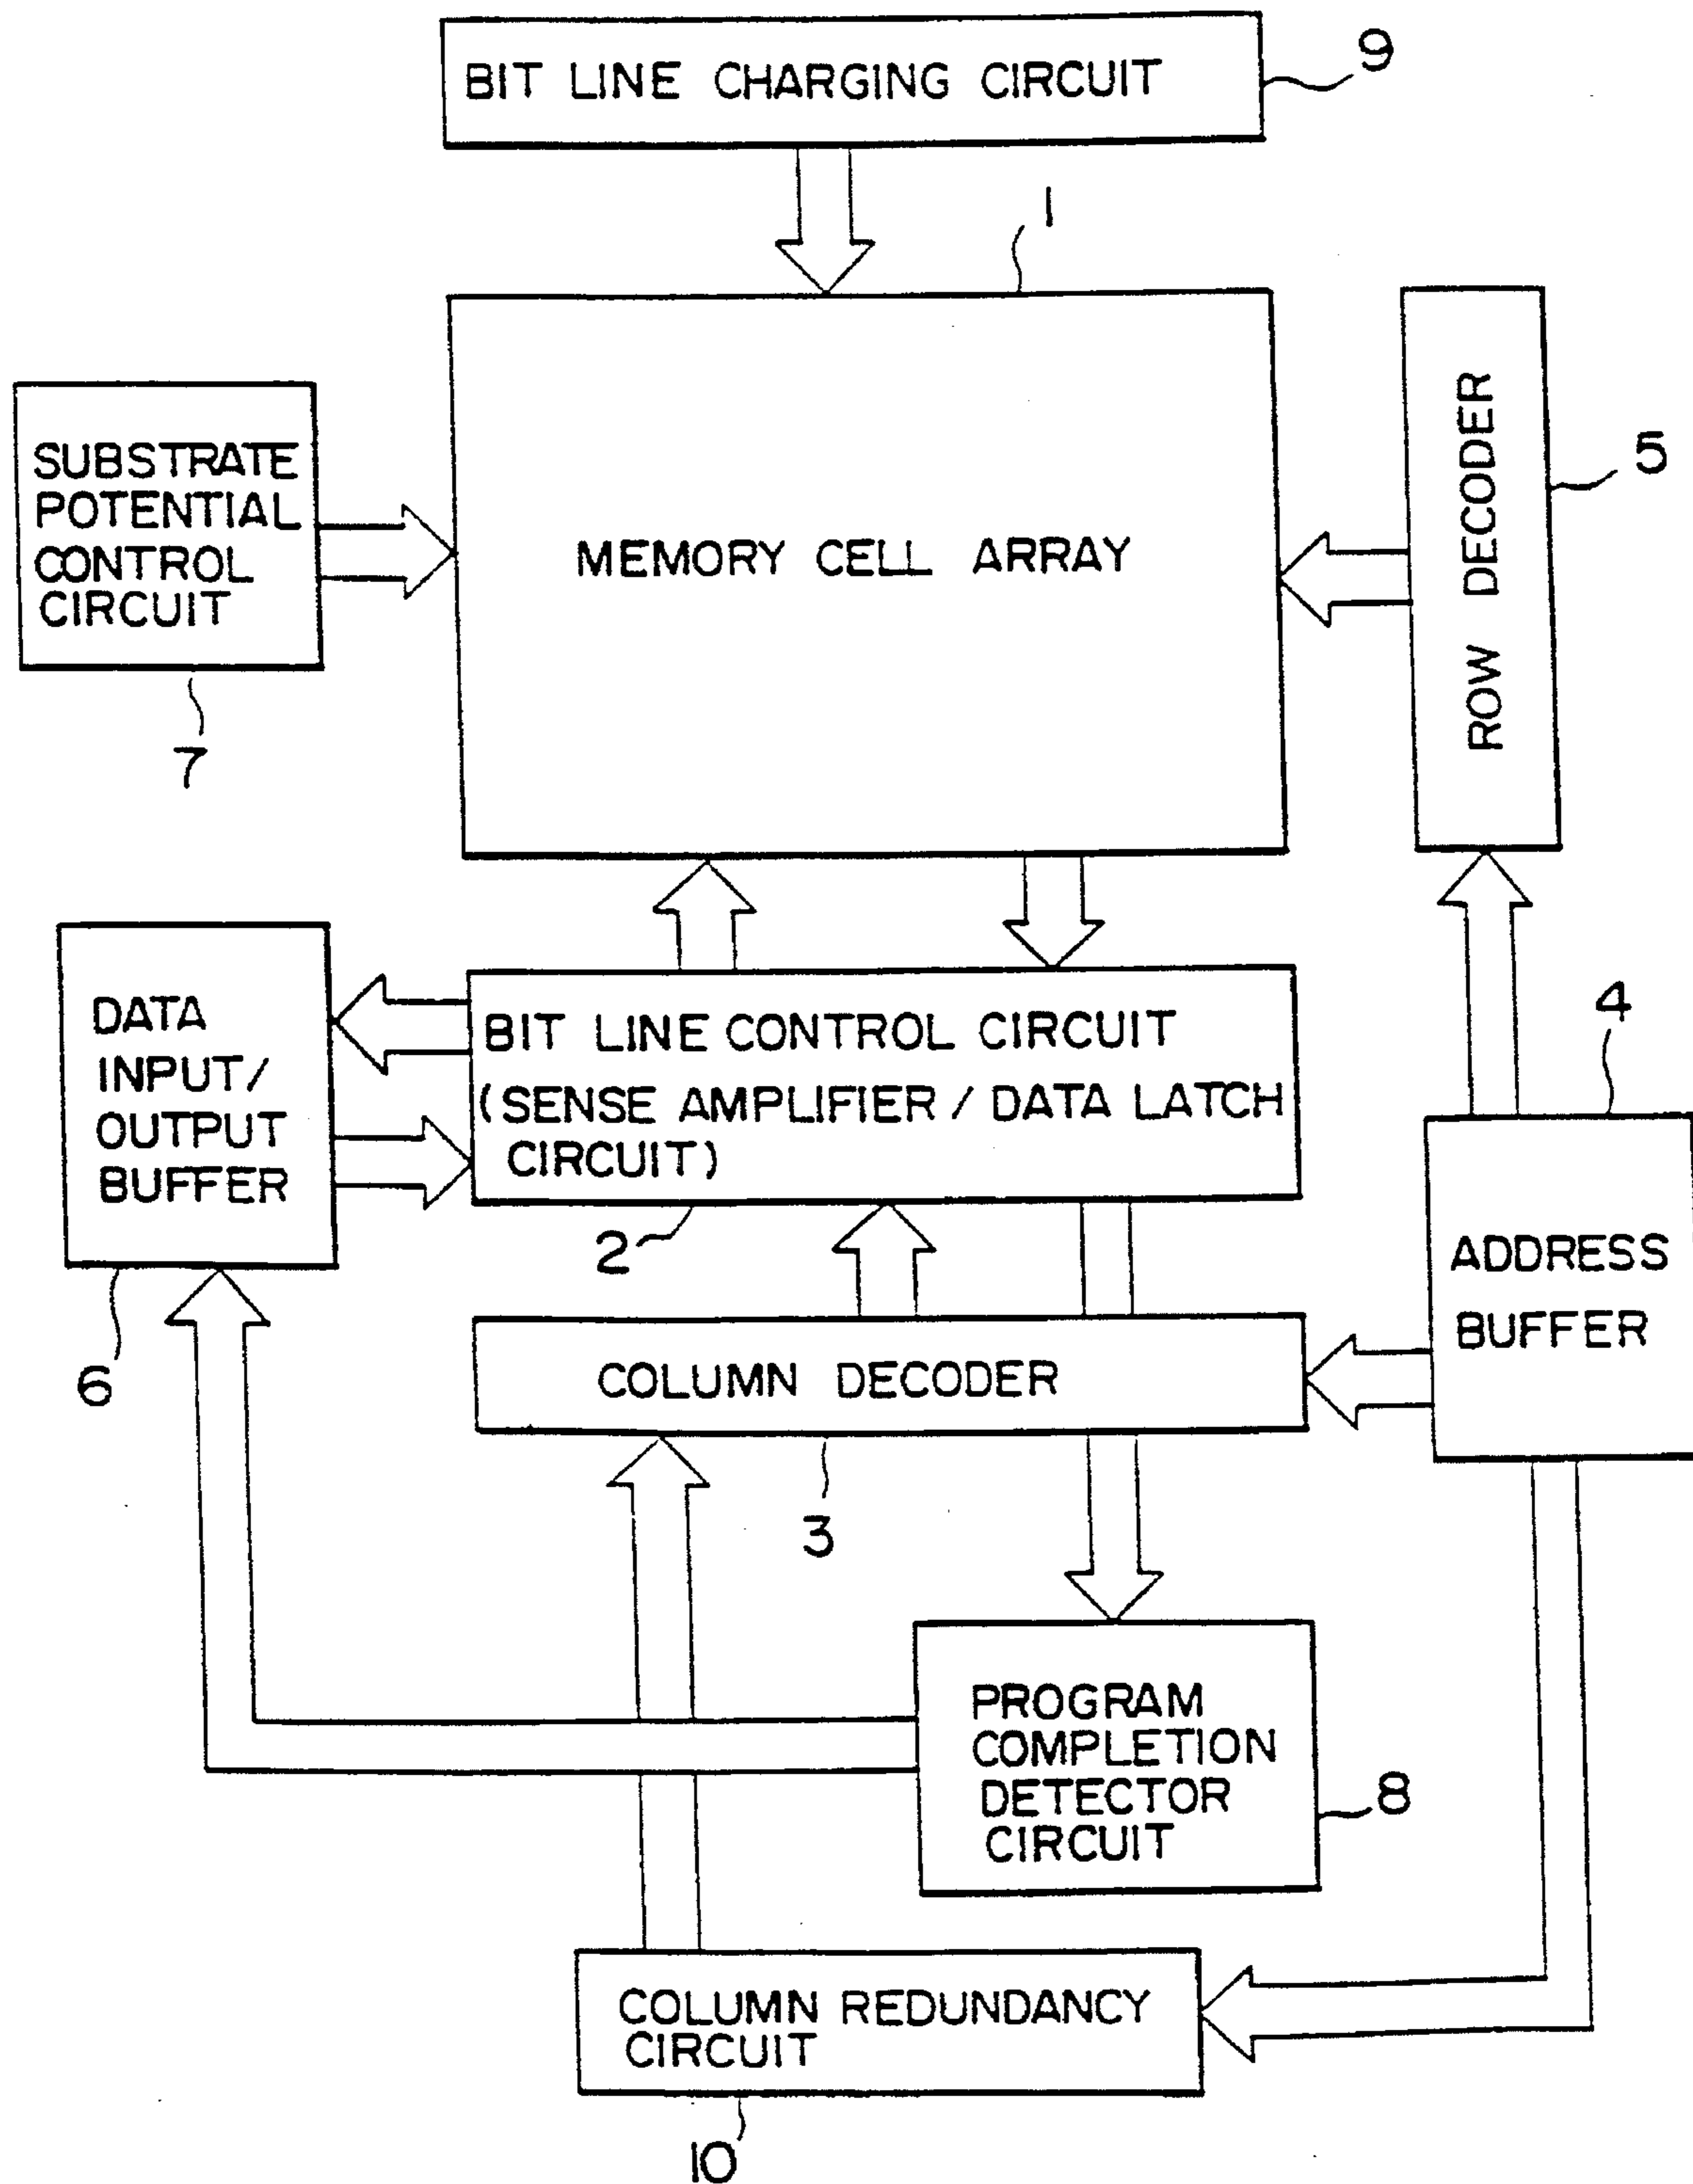 BIT LINE CHARGING CIRCUIT
9
1
MEMORY CELL ARRAY
SUBSTRATE
POTENTIAL
CONTROL
CIRCUIT
7
ROW DECODER
5
DATA
INPUT/
OUTPUT
BUFFER
6
BIT LINE CONTROL CIRCUIT
(SENSE AMPLIFIER / DATA LATCH
CIRCUIT)
2
4
ADDRESS
BUFFER
COLUMN DECODER
3
PROGRAM
COMPLETION
DETECTOR
CIRCUIT
8
COLUMN REDUNDANCY
CIRCUIT
10